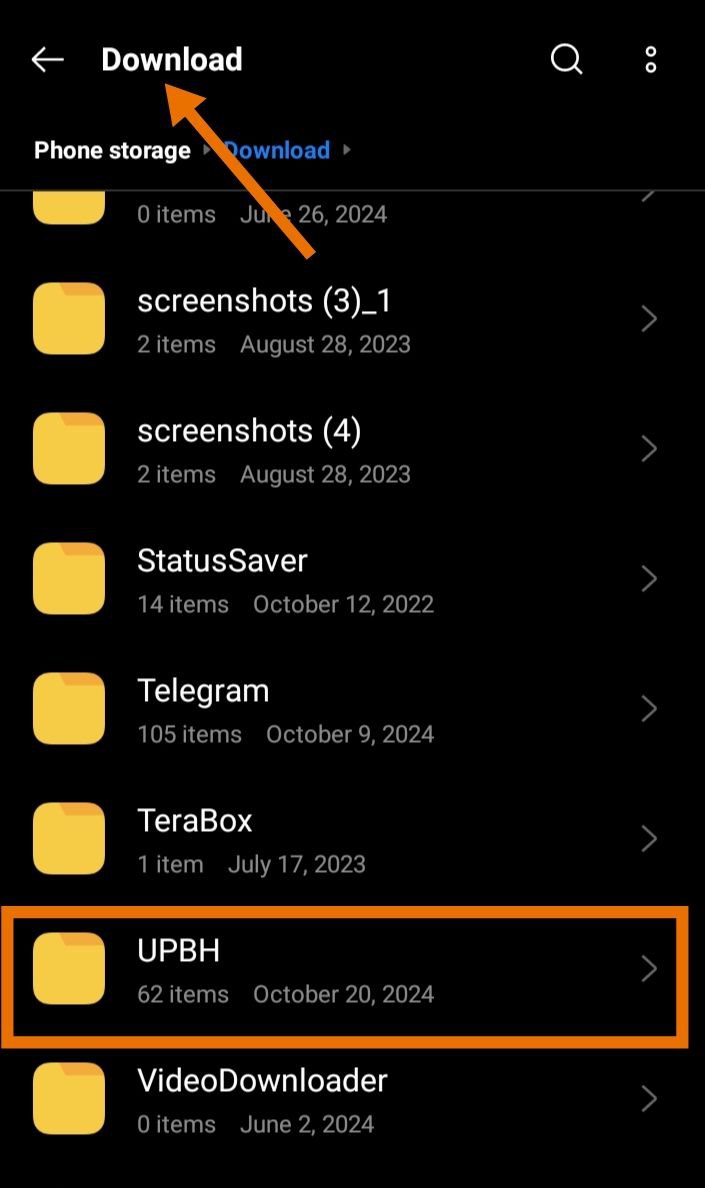 Download
Phone storage Download
0 items June 26, 2024
screenshots (3)_1
2 items August 28, 2023
screenshots (4)
2 items August 28, 2023
StatusSaver
14 items October 12, 2022
Telegram
105 items October 9, 2024
TeraBox
1 item July 17, 2023
UPBH
62 items October 20, 2024
VideoDownloader
0 items June 2, 2024